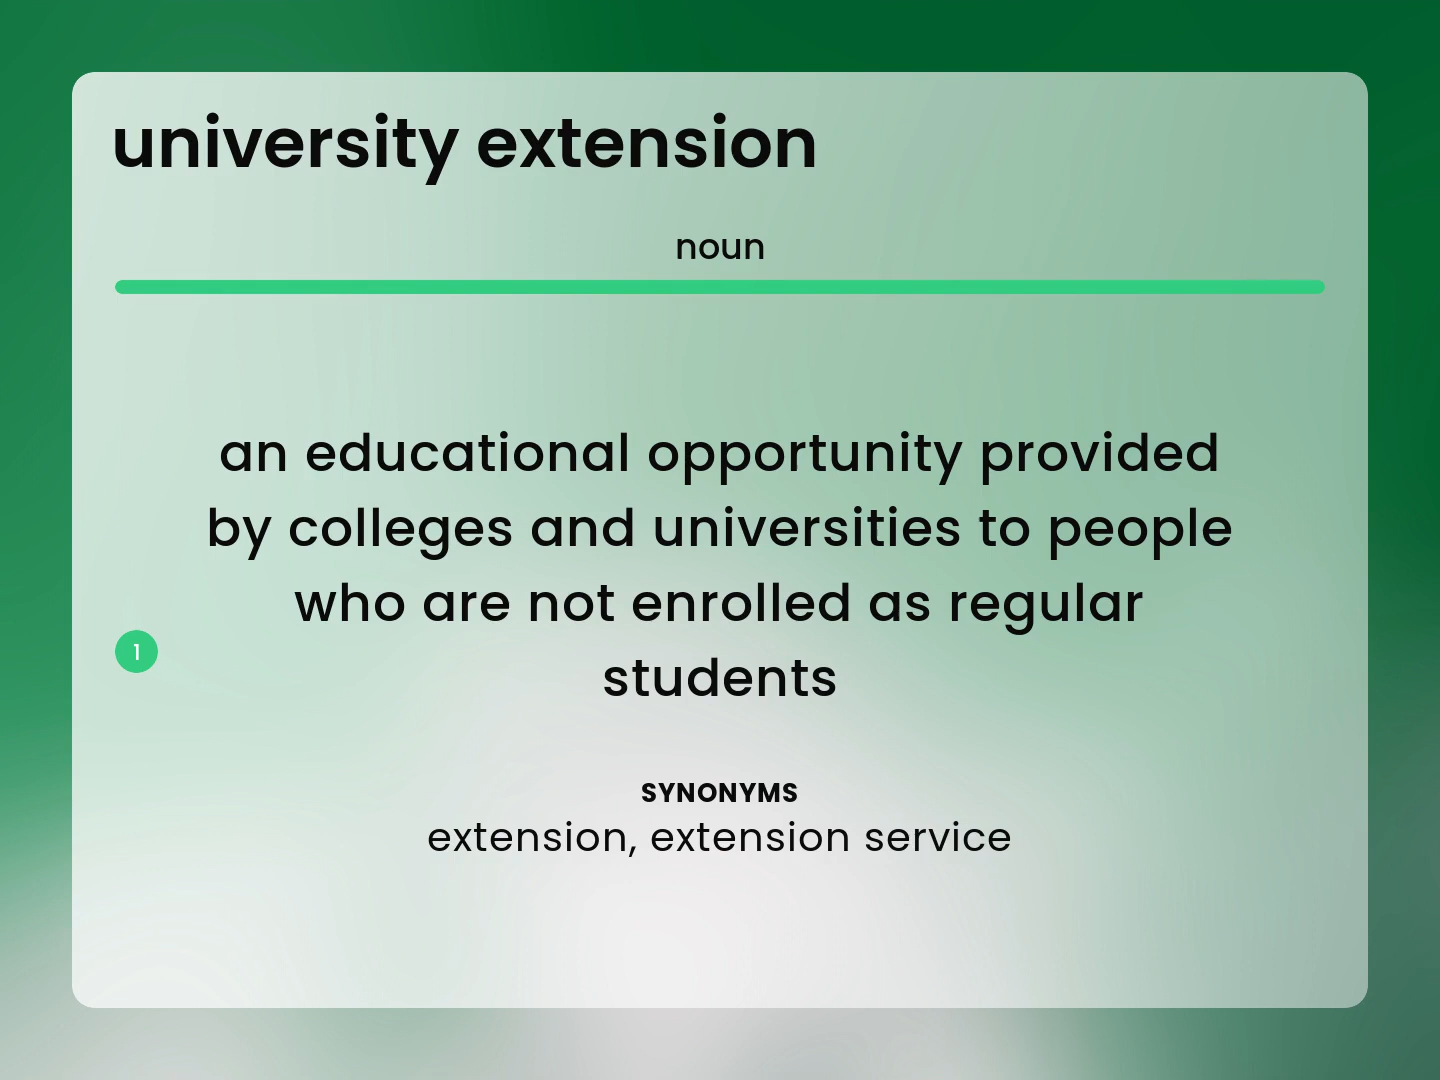 university extension
noun
an educational opportunity provided
by colleges and universities to people
who are not enrolled as regular
students
1
SYNONYMS
extension, extension service